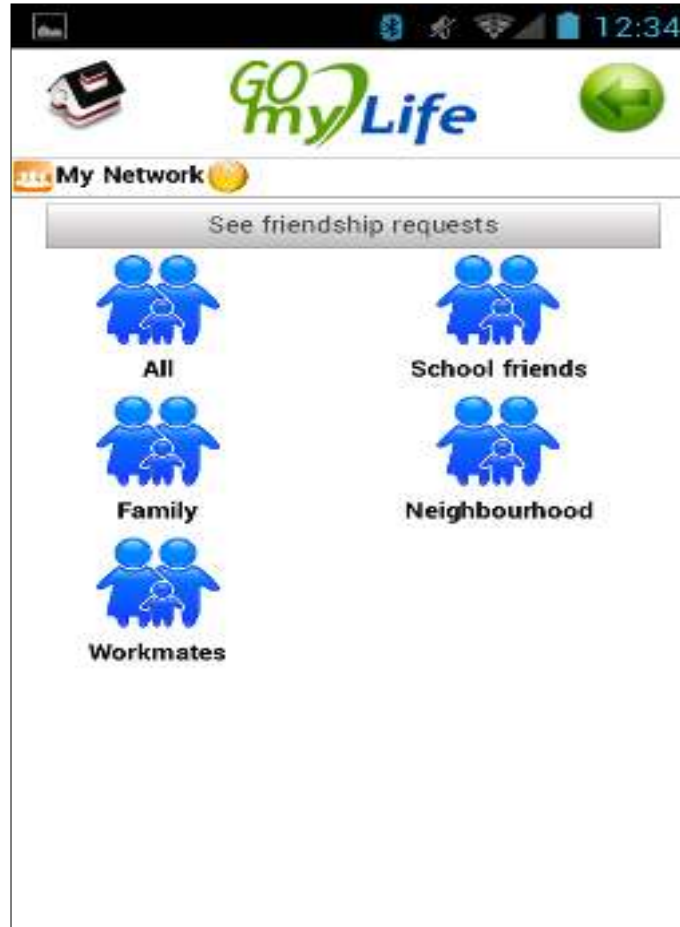 12:34
GO
my Life
My Network
See friendship requests
All
School friends
Family
Neighbourhood
Workmates